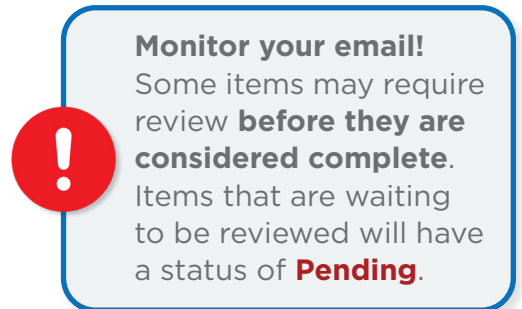 Monitor your email!
Some items may require
review before they are
considered complete.
Items that are waiting
to be reviewed will have
a status of Pending.